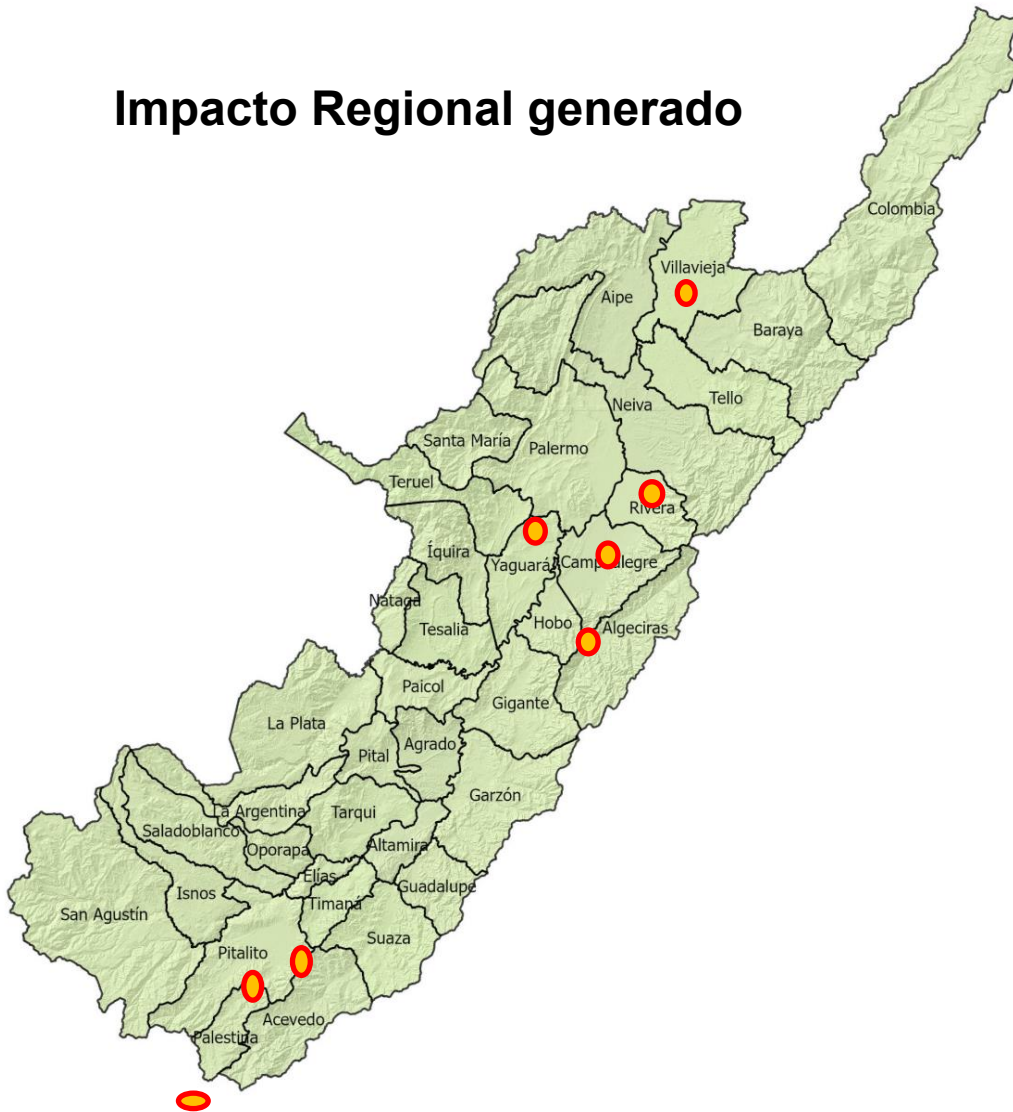 Impacto Regional generado
Colombia
Villavieja
Aipe
Baraya
Tello
Neiva
Santa María
Palermo
Teruel
Rivera
Íquira
Yaguará
Campoalegre
Nataga
Tesalia
Hobo
Algeciras
Paicol
Gigante
La Plata
Agrado
Pital
Garzón
La Argentina
Tarqui
Saladoblanco
Altamira
Oporapa
Elías
Guadalupe
Isnos
Timaná
San Agustín
Suaza
Pitalito
Acevedo
Palestina